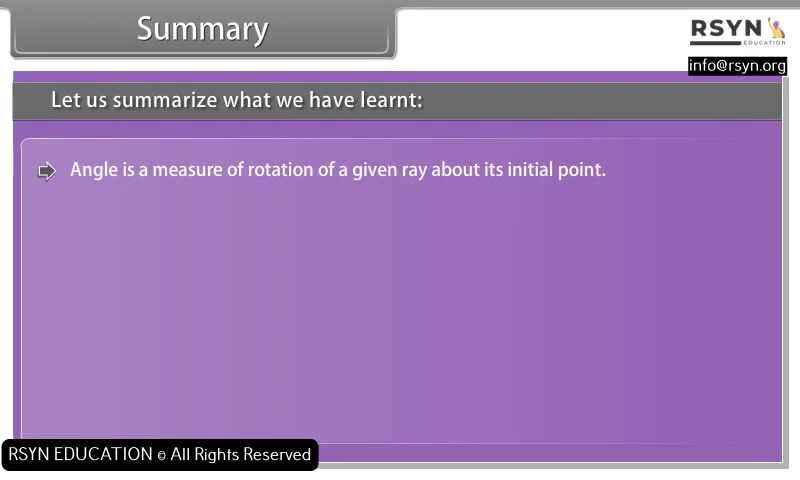 Summary
RSYN
EDUCATION
info@rsyn.org
Let us summarize what we have learnt:
Angle is a measure of rotation of a given ray about its initial point.
RSYN EDUCATION © All Rights Reserved